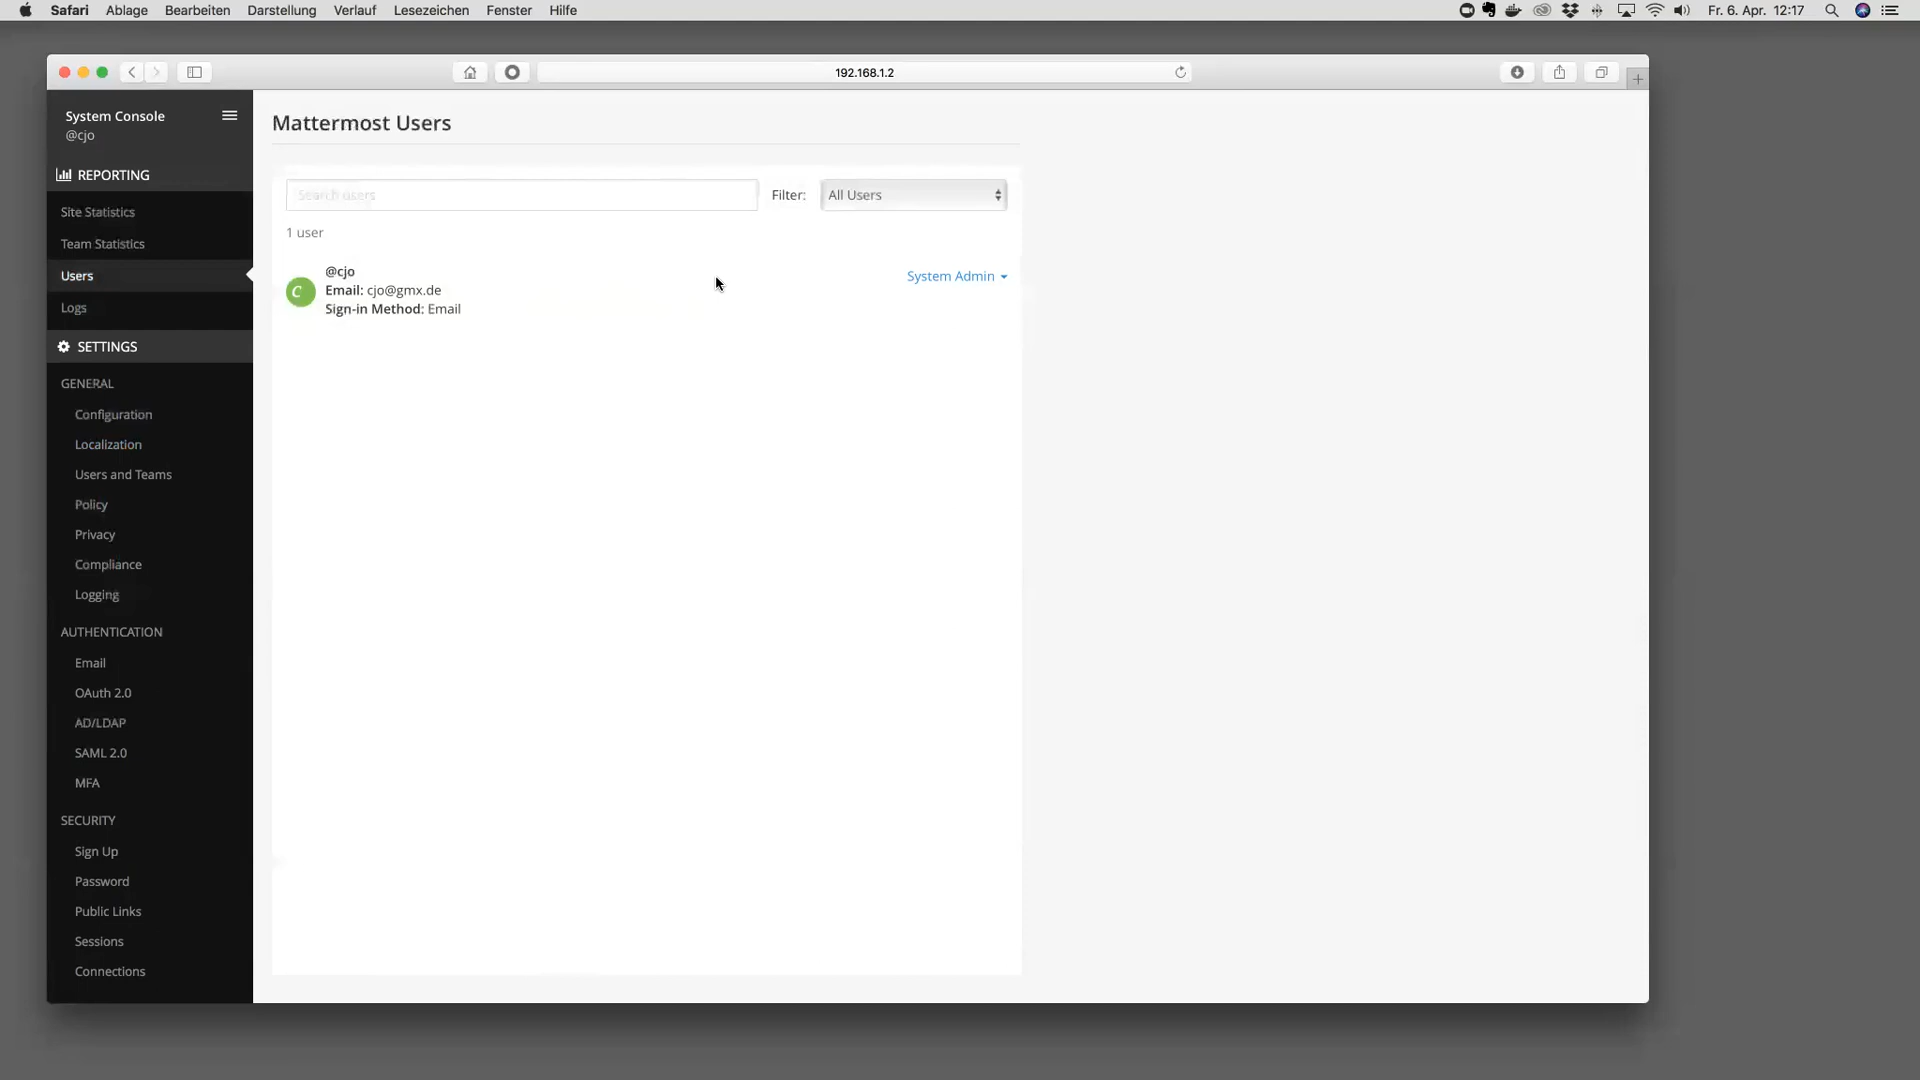 Safari Ablage Bearbeiten Darstellung Verlauf Lesezeichen Fenster Hilfe Fr. 6. Apr. 12:17
192.168.1.2
System Console
@cjo
REPORTING
Site Statistics
Team Statistics
Users
Logs
SETTINGS
GENERAL
Configuration
Localization
Users and Teams
Policy
Privacy
Compliance
Logging
AUTHENTICATION
Email
OAuth 2.0
AD/LDAP
SAML 2.0
MFA
SECURITY
Sign Up
Password
Public Links
Sessions
Connections
Mattermost Users
Search users Filter: All Users
1 user
C
@cjo
System Admin
Email: cjo@gmx.de
Sign-in Method: Email